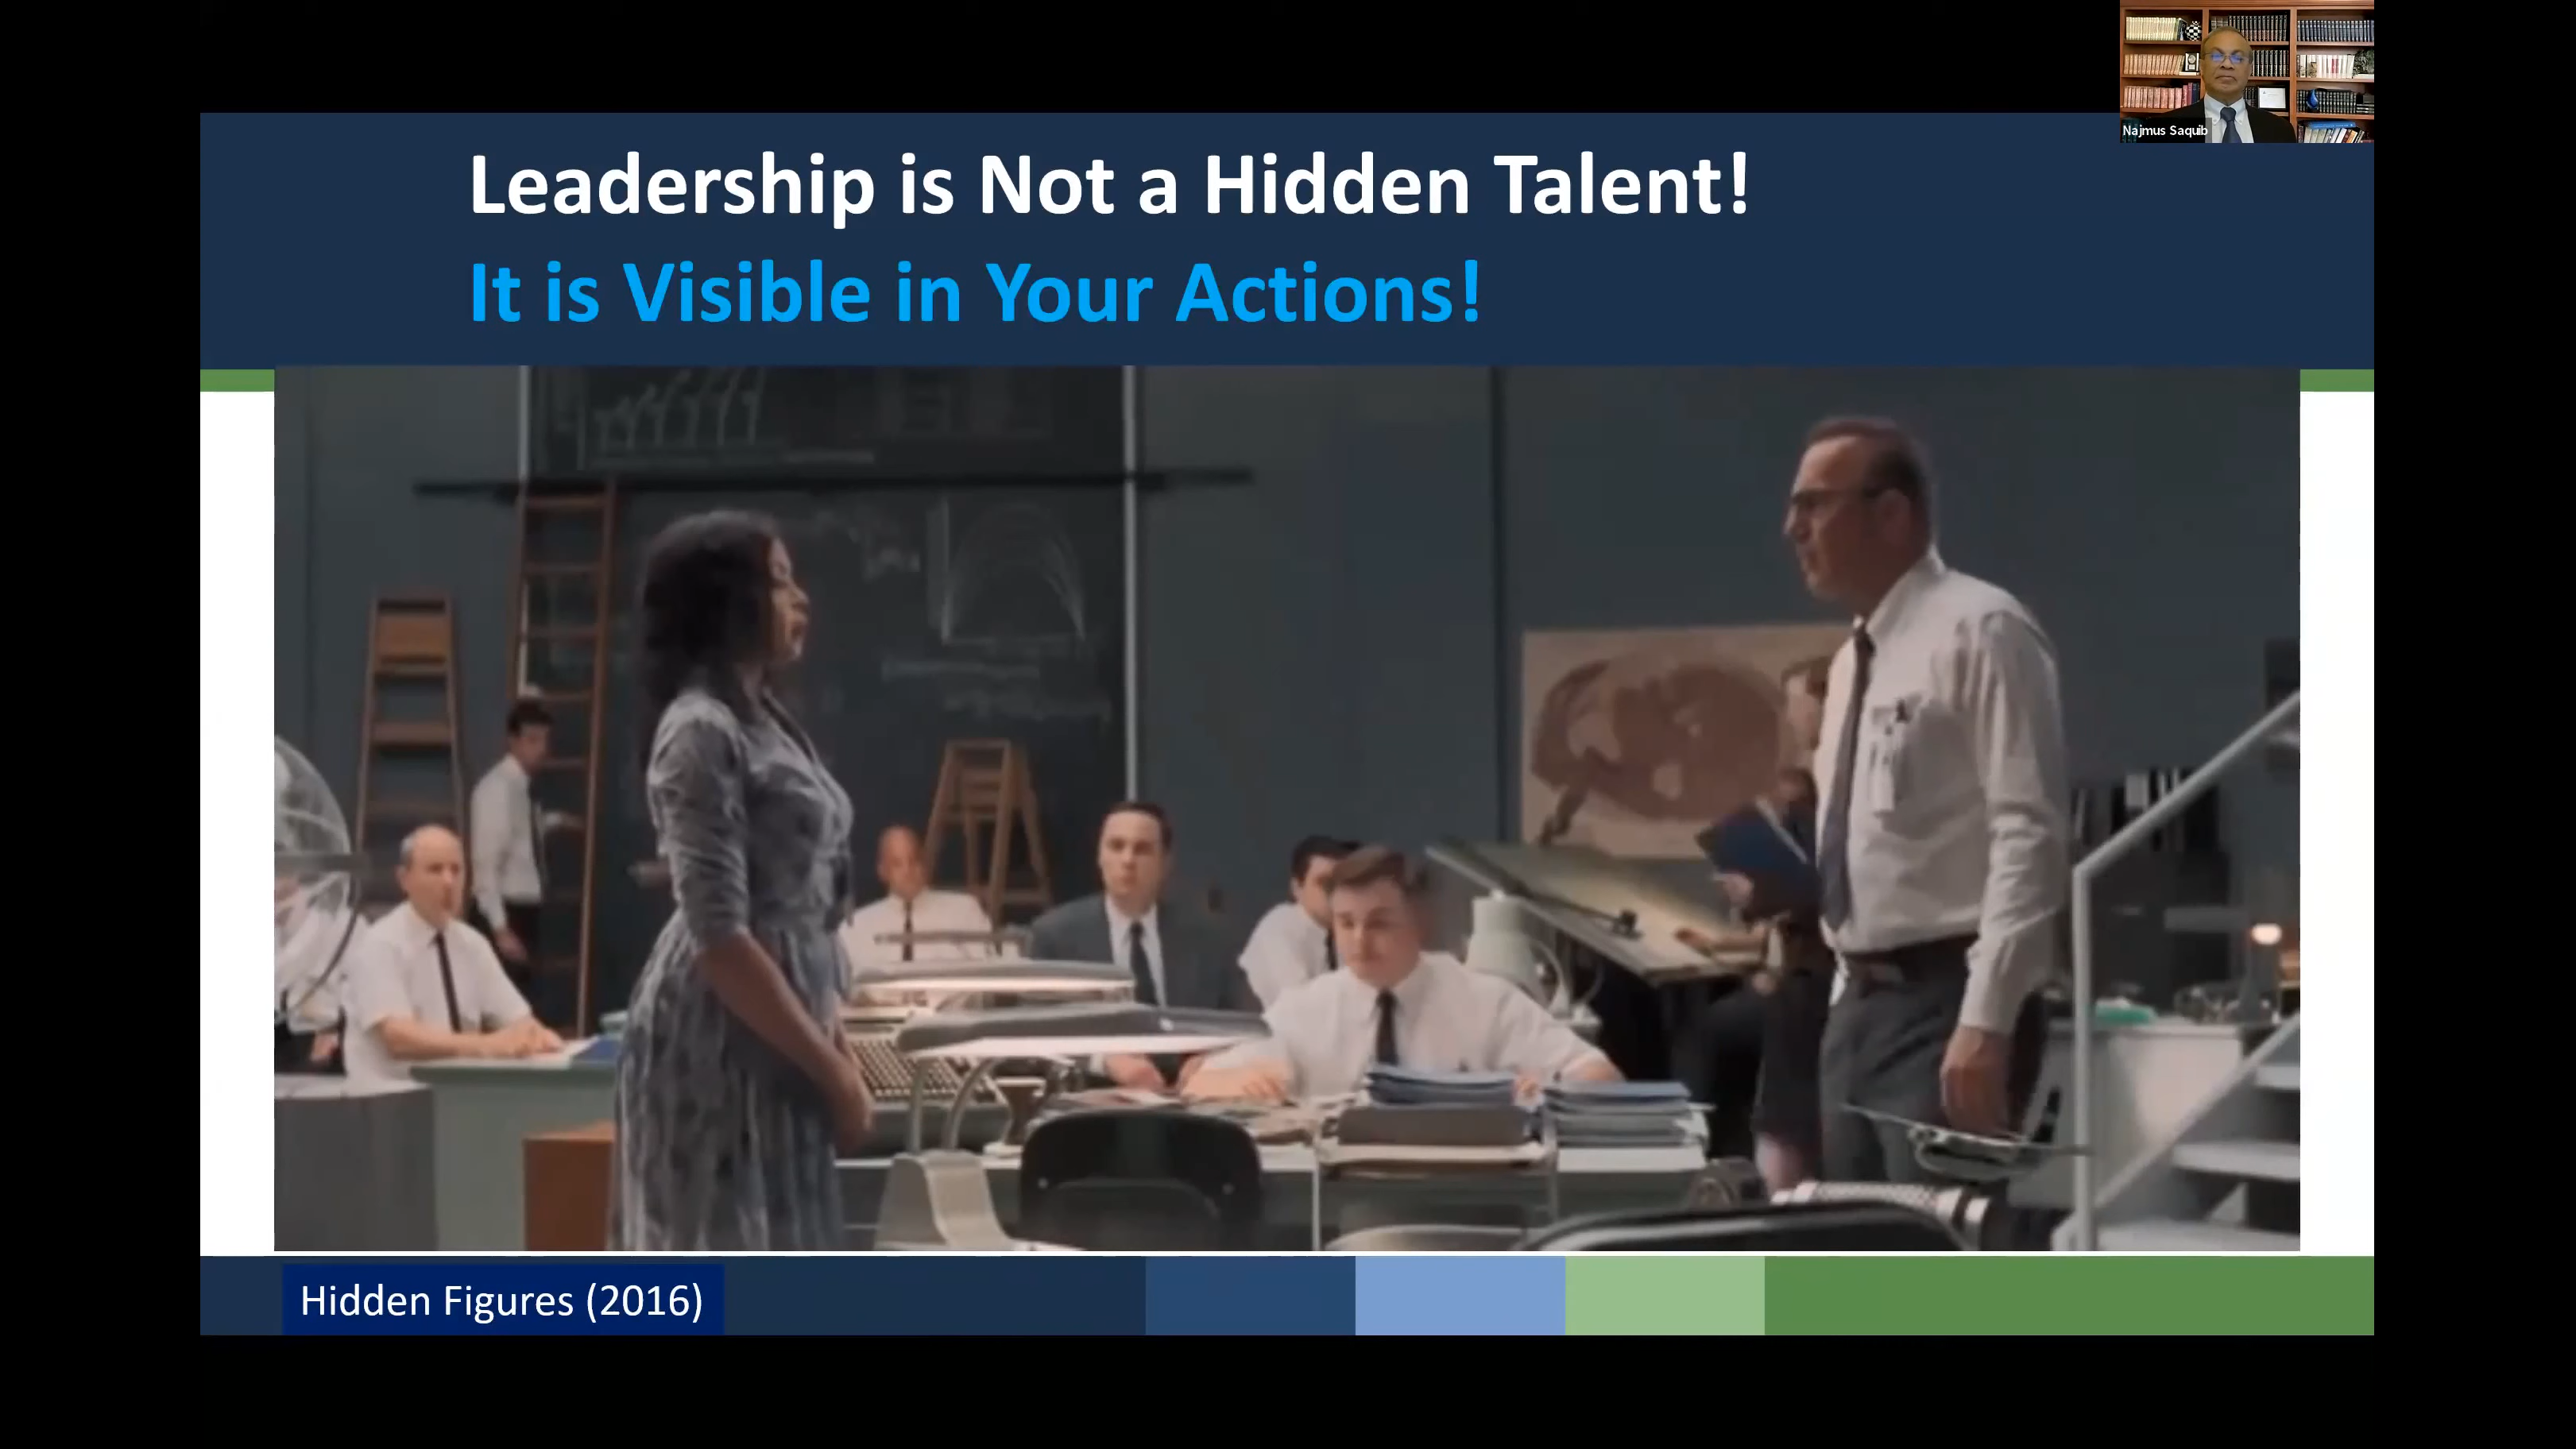 Najmus Saquib
Leadership is Not a Hidden Talent!
It is Visible in Your Actions!
Hidden Figures (2016)